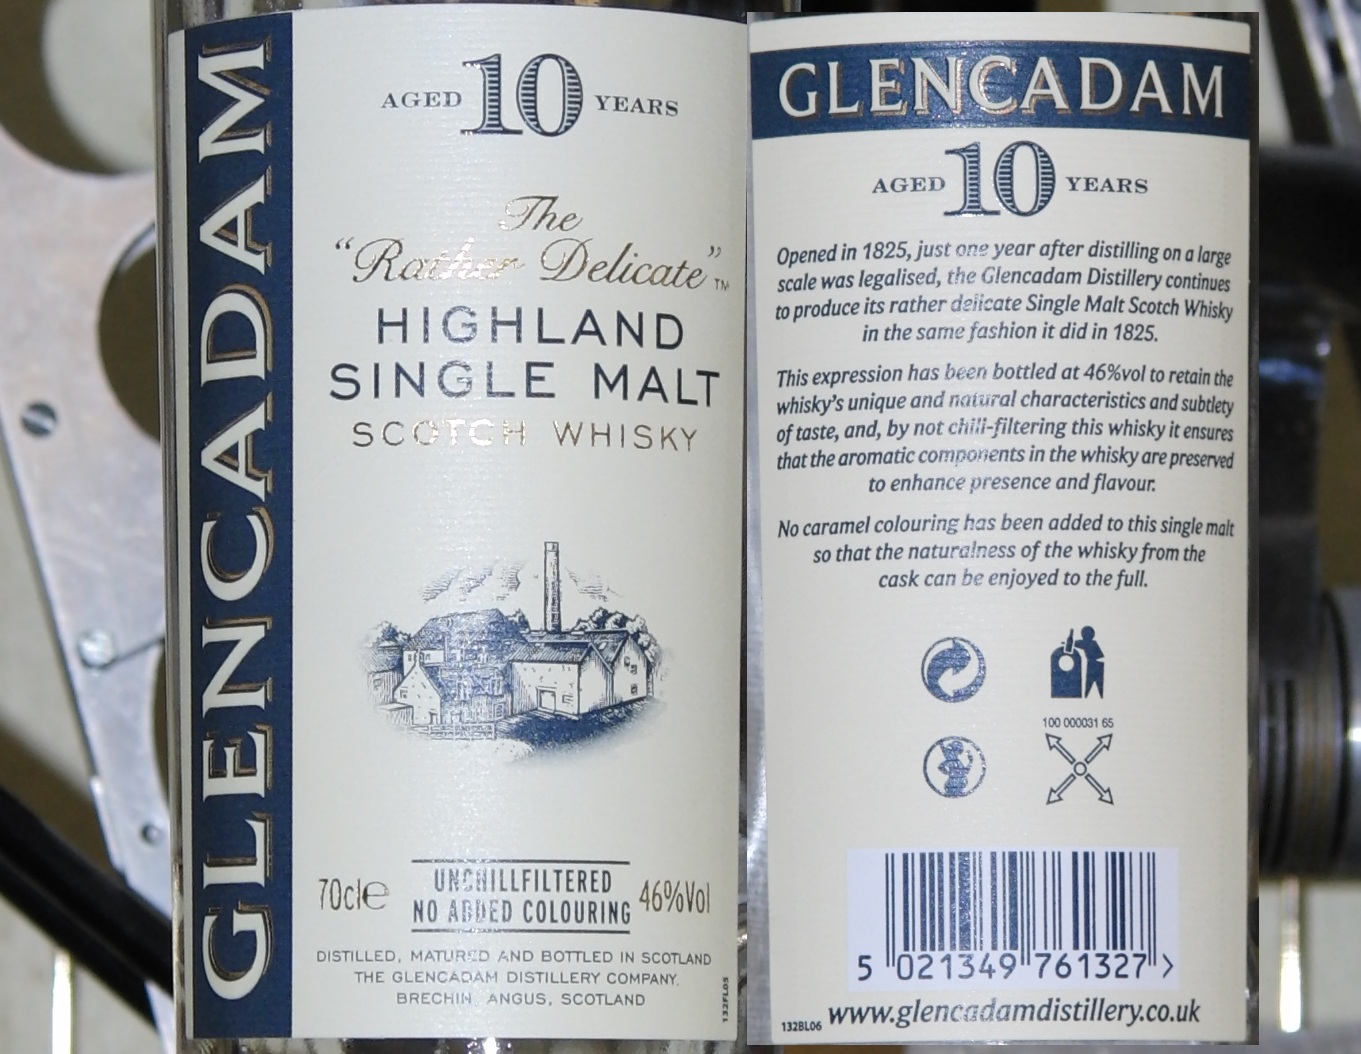 GLENCADAM
AGED 10 YEARS
The
“Rather Delicate”™
HIGHLAND
SINGLE MALT
SCOTCH WHISKY
70cl℮
UNCHILLFILTERED
NO ADDED COLOURING
46%Vol
DISTILLED, MATURED AND BOTTLED IN SCOTLAND
THE GLENCADAM DISTILLERY COMPANY.
BRECHIN, ANGUS, SCOTLAND
132FL05
GLENCADAM
AGED 10 YEARS
Opened in 1825, just one year after distilling on a large
scale was legalised, the Glencadam Distillery continues
to produce its rather delicate Single Malt Scotch Whisky
in the same fashion it did in 1825.
This expression has been bottled at 46%vol to retain the
whisky’s unique and natural characteristics and subtlety
of taste, and, by not chill-filtering this whisky it ensures
that the aromatic components in the whisky are preserved
to enhance presence and flavour.
No caramel colouring has been added to this single malt
so that the naturalness of the whisky from the
cask can be enjoyed to the full.
100 000031 65
5 021349 761327 >
www.glencadamdistillery.co.uk
132BL06